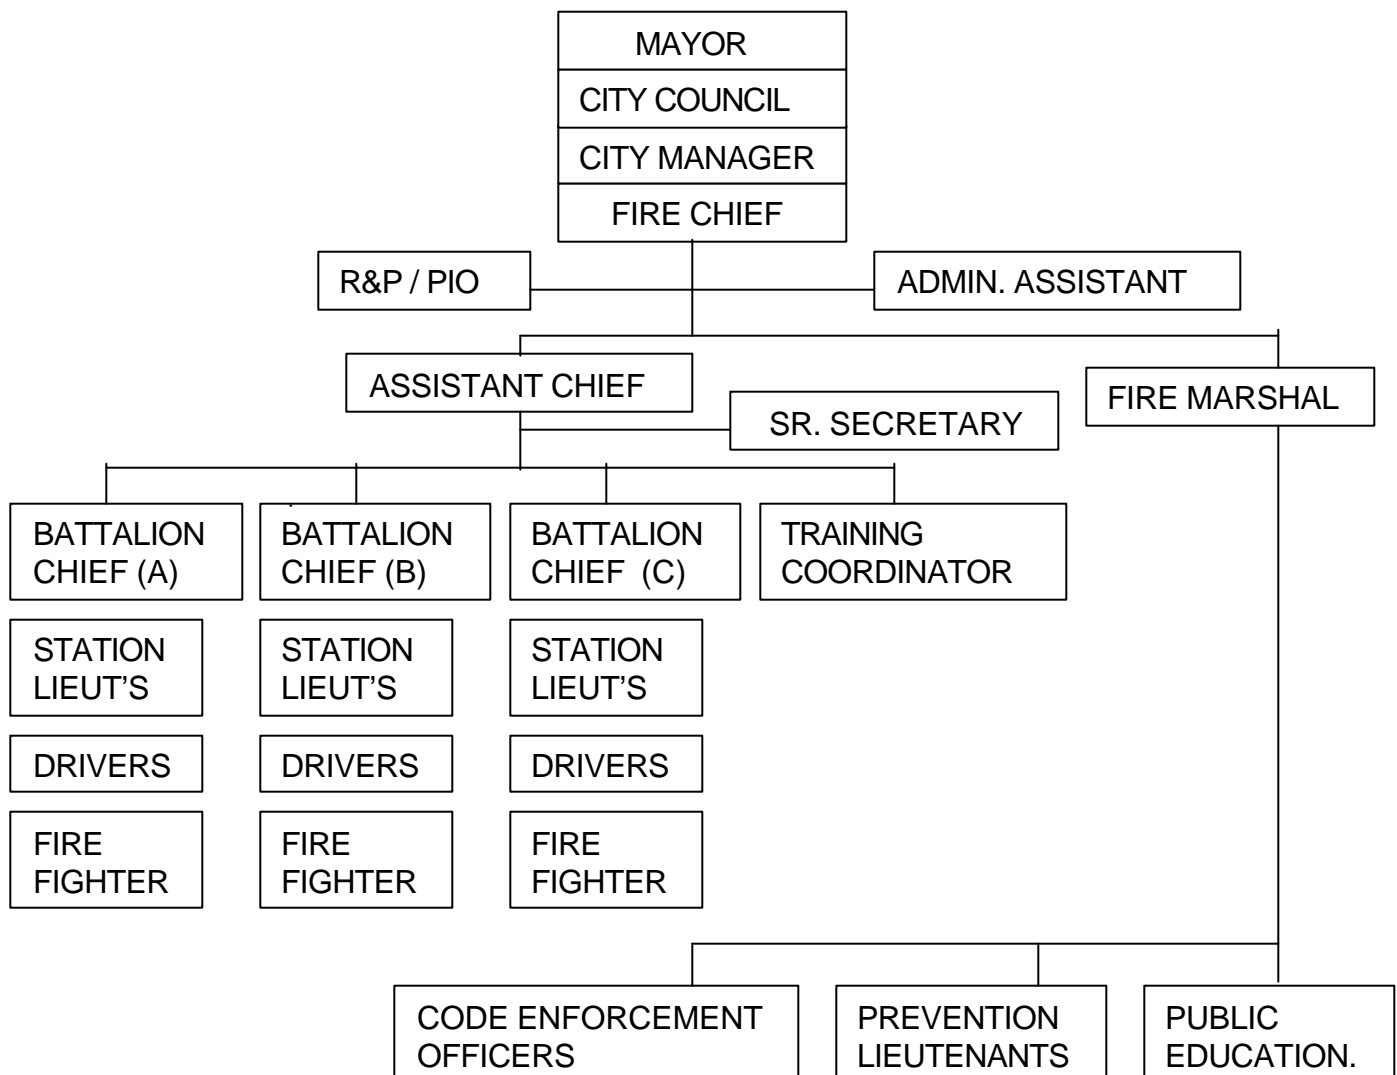 MAYOR
CITY COUNCIL
CITY MANAGER
FIRE CHIEF
R&P / PIO
ADMIN. ASSISTANT
ASSISTANT CHIEF
FIRE MARSHAL
SR. SECRETARY
BATTALION
CHIEF (A)
BATTALION
CHIEF (B)
BATTALION
CHIEF (C)
TRAINING
COORDINATOR
STATION
LIEUT’S
STATION
LIEUT’S
STATION
LIEUT’S
DRIVERS
DRIVERS
DRIVERS
FIRE
FIGHTER
FIRE
FIGHTER
FIRE
FIGHTER
CODE ENFORCEMENT
OFFICERS
PREVENTION
LIEUTENANTS
PUBLIC
EDUCATION.